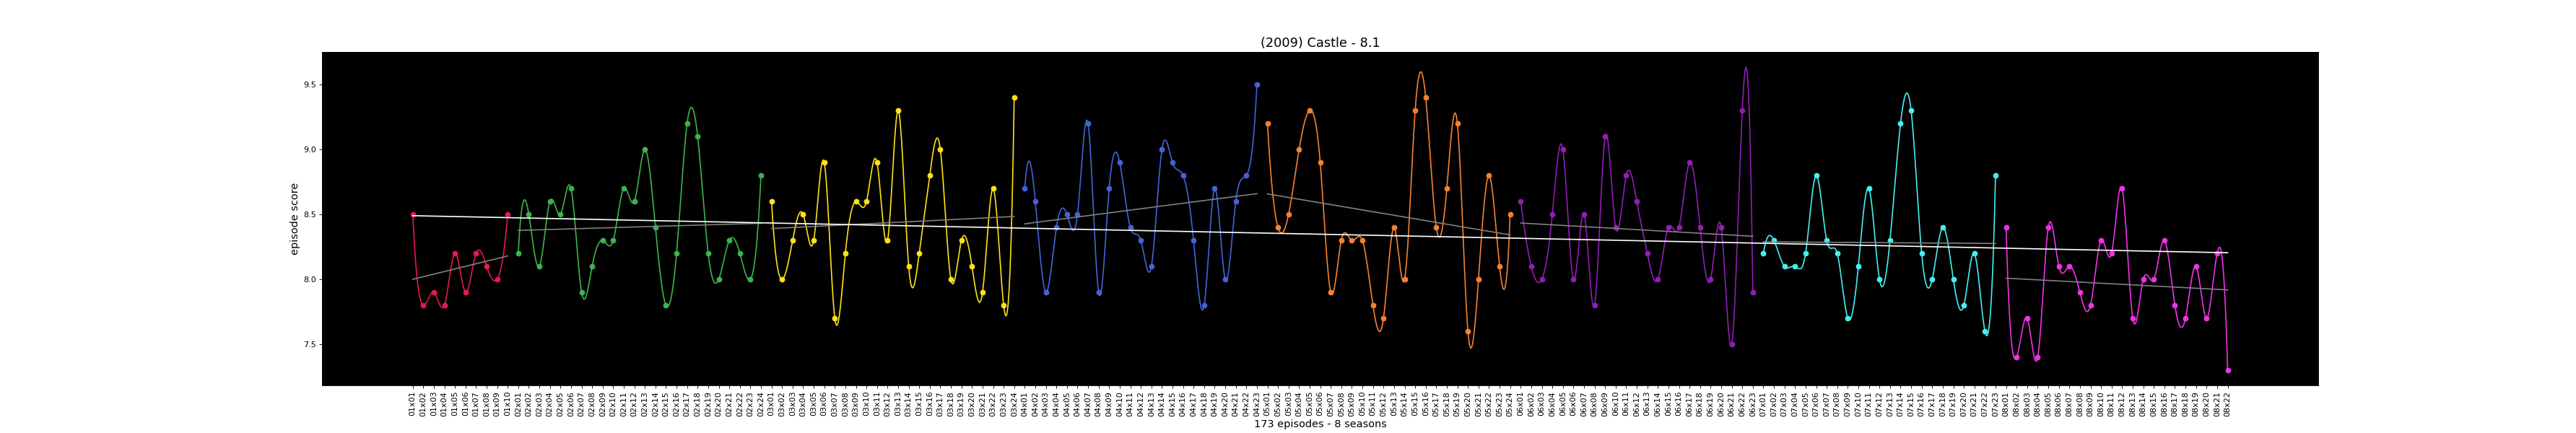 (2009) Castle - 8.1
episode score
9.5
9.0
8.5
8.0
7.5
01x01 01x02 01x03 01x04 01x05 01x06 01x07 01x08 01x09 01x10 02x01 02x02 02x03 02x04 02x05 02x06 02x07 02x08 02x09 02x10 02x11 02x12 02x13 02x14 02x15 02x16 02x17 02x18 02x19 02x20 02x21 02x22 02x23 02x24 03x01 03x02 03x03 03x04 03x05 03x06 03x07 03x08 03x09 03x10 03x11 03x12 03x13 03x14 03x15 03x16 03x17 03x18 03x19 03x20 03x21 03x22 03x23 03x24 04x01 04x02 04x03 04x04 04x05 04x06 04x07 04x08 04x09 04x10 04x11 04x12 04x13 04x14 04x15 04x16 04x17 04x18 04x19 04x20 04x21 04x22 04x23 05x01 05x02 05x03 05x04 05x05 05x06 05x07 05x08 05x09 05x10 05x11 05x12 05x13 05x14 05x15 05x16 05x17 05x18 05x19 05x20 05x21 05x22 05x23 05x24 06x01 06x02 06x03 06x04 06x05 06x06 06x07 06x08 06x09 06x10 06x11 06x12 06x13 06x14 06x15 06x16 06x17 06x18 06x19 06x20 06x21 06x22 06x23 07x01 07x02 07x03 07x04 07x05 07x06 07x07 07x08 07x09 07x10 07x11 07x12 07x13 07x14 07x15 07x16 07x17 07x18 07x19 07x20 07x21 07x22 07x23 08x01 08x02 08x03 08x04 08x05 08x06 08x07 08x08 08x09 08x10 08x11 08x12 08x13 08x14 08x15 08x16 08x17 08x18 08x19 08x20 08x21 08x22
173 episodes - 8 seasons